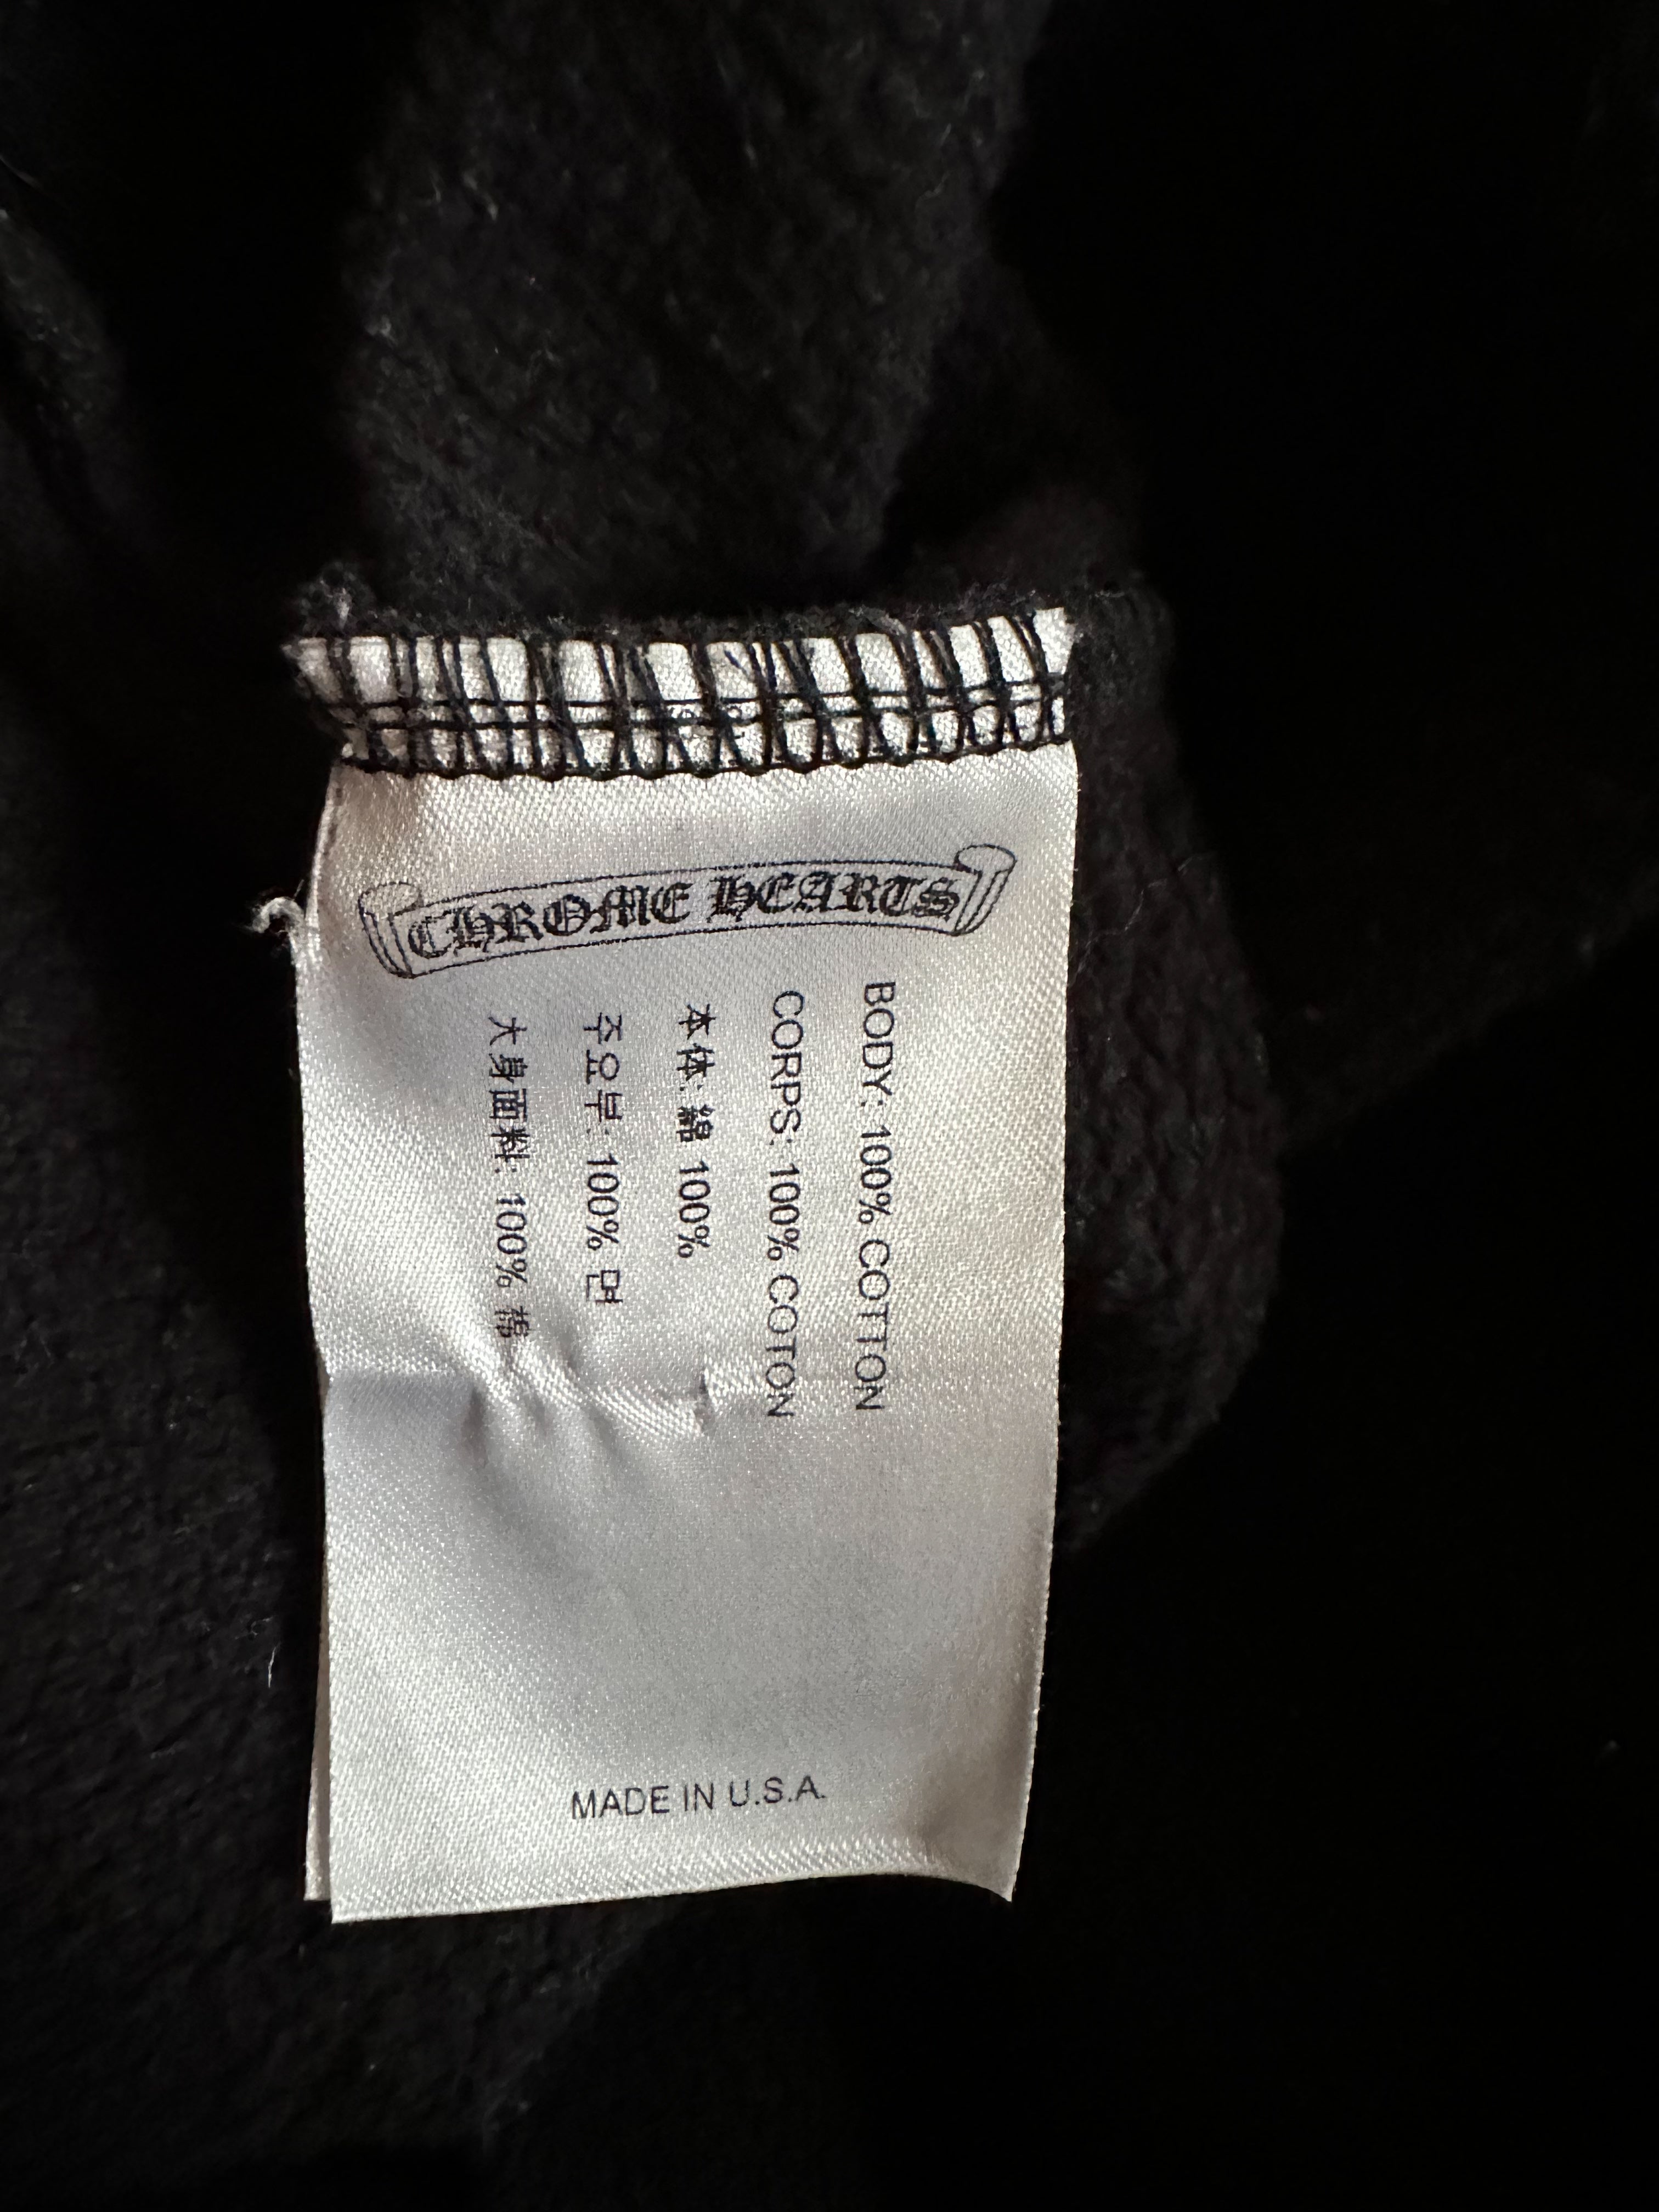 CHROME HEARTS
BODY: 100% COTTON
CORPS: 100% COTON
本体: 綿 100%
주요부: 100% 면
大身面料: 100% 棉
MADE IN U.S.A.